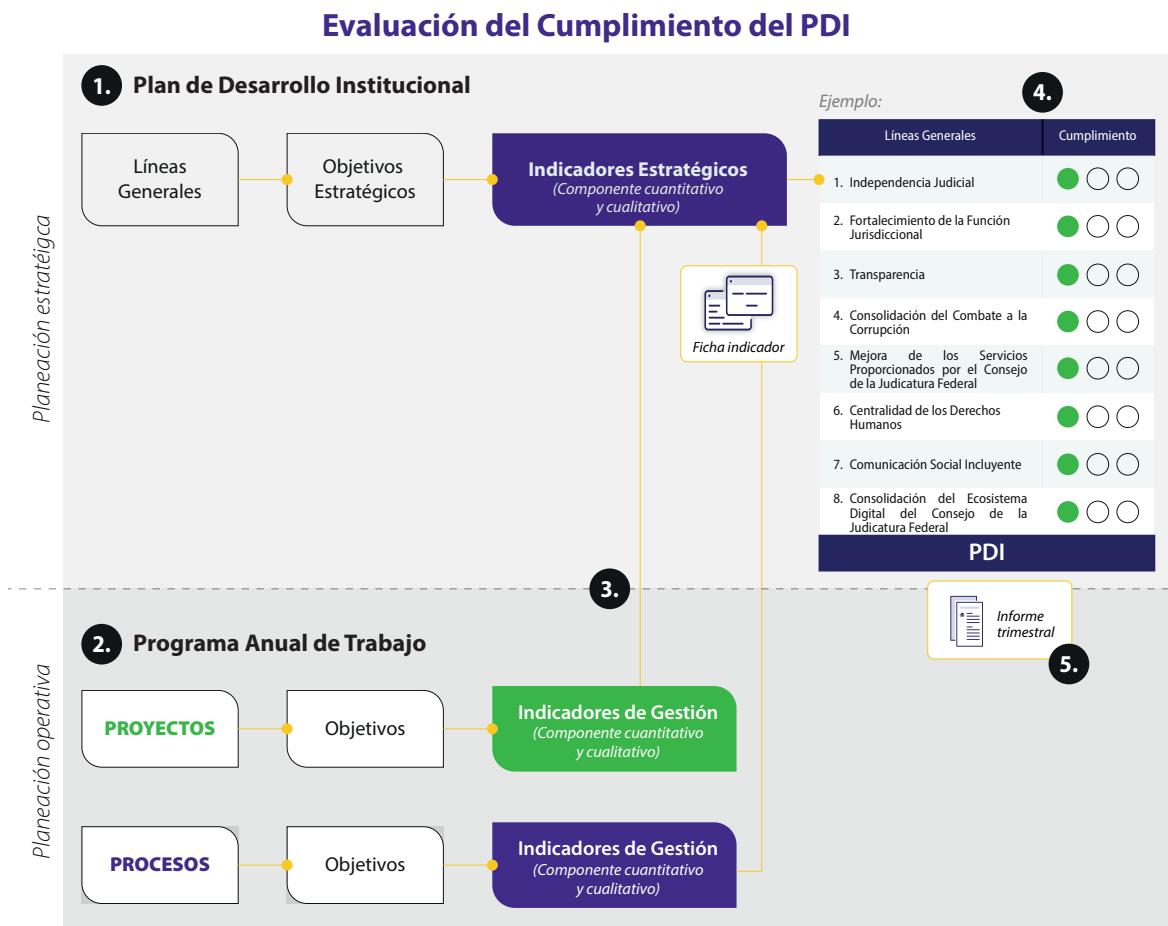 Evaluación del Cumplimiento del PDI
Planeación estratéigca
1. Plan de Desarrollo Institucional
Líneas
Generales
Objetivos
Estratégicos
Indicadores Estratégicos
(Componente cuantitativo
y cualitativo)
Ficha indicador
Ejemplo:
4.
Líneas Generales Cumplimiento
1. Independencia Judicial
2. Fortalecimiento de la Función
Jurisdiccional
3. Transparencia
4. Consolidación del Combate a la
Corrupción
5. Mejora de los Servicios
Proporcionados por el Consejo
de la Judicatura Federal
6. Centralidad de los Derechos
Humanos
7. Comunicación Social Incluyente
8. Consolidación del Ecosistema
Digital del Consejo de la
Judicatura Federal
PDI
3.
Informe
trimestral
5.
Planeación operativa
2. Programa Anual de Trabajo
PROYECTOS
Objetivos
Indicadores de Gestión
(Componente cuantitativo
y cualitativo)
PROCESOS
Objetivos
Indicadores de Gestión
(Componente cuantitativo
y cualitativo)